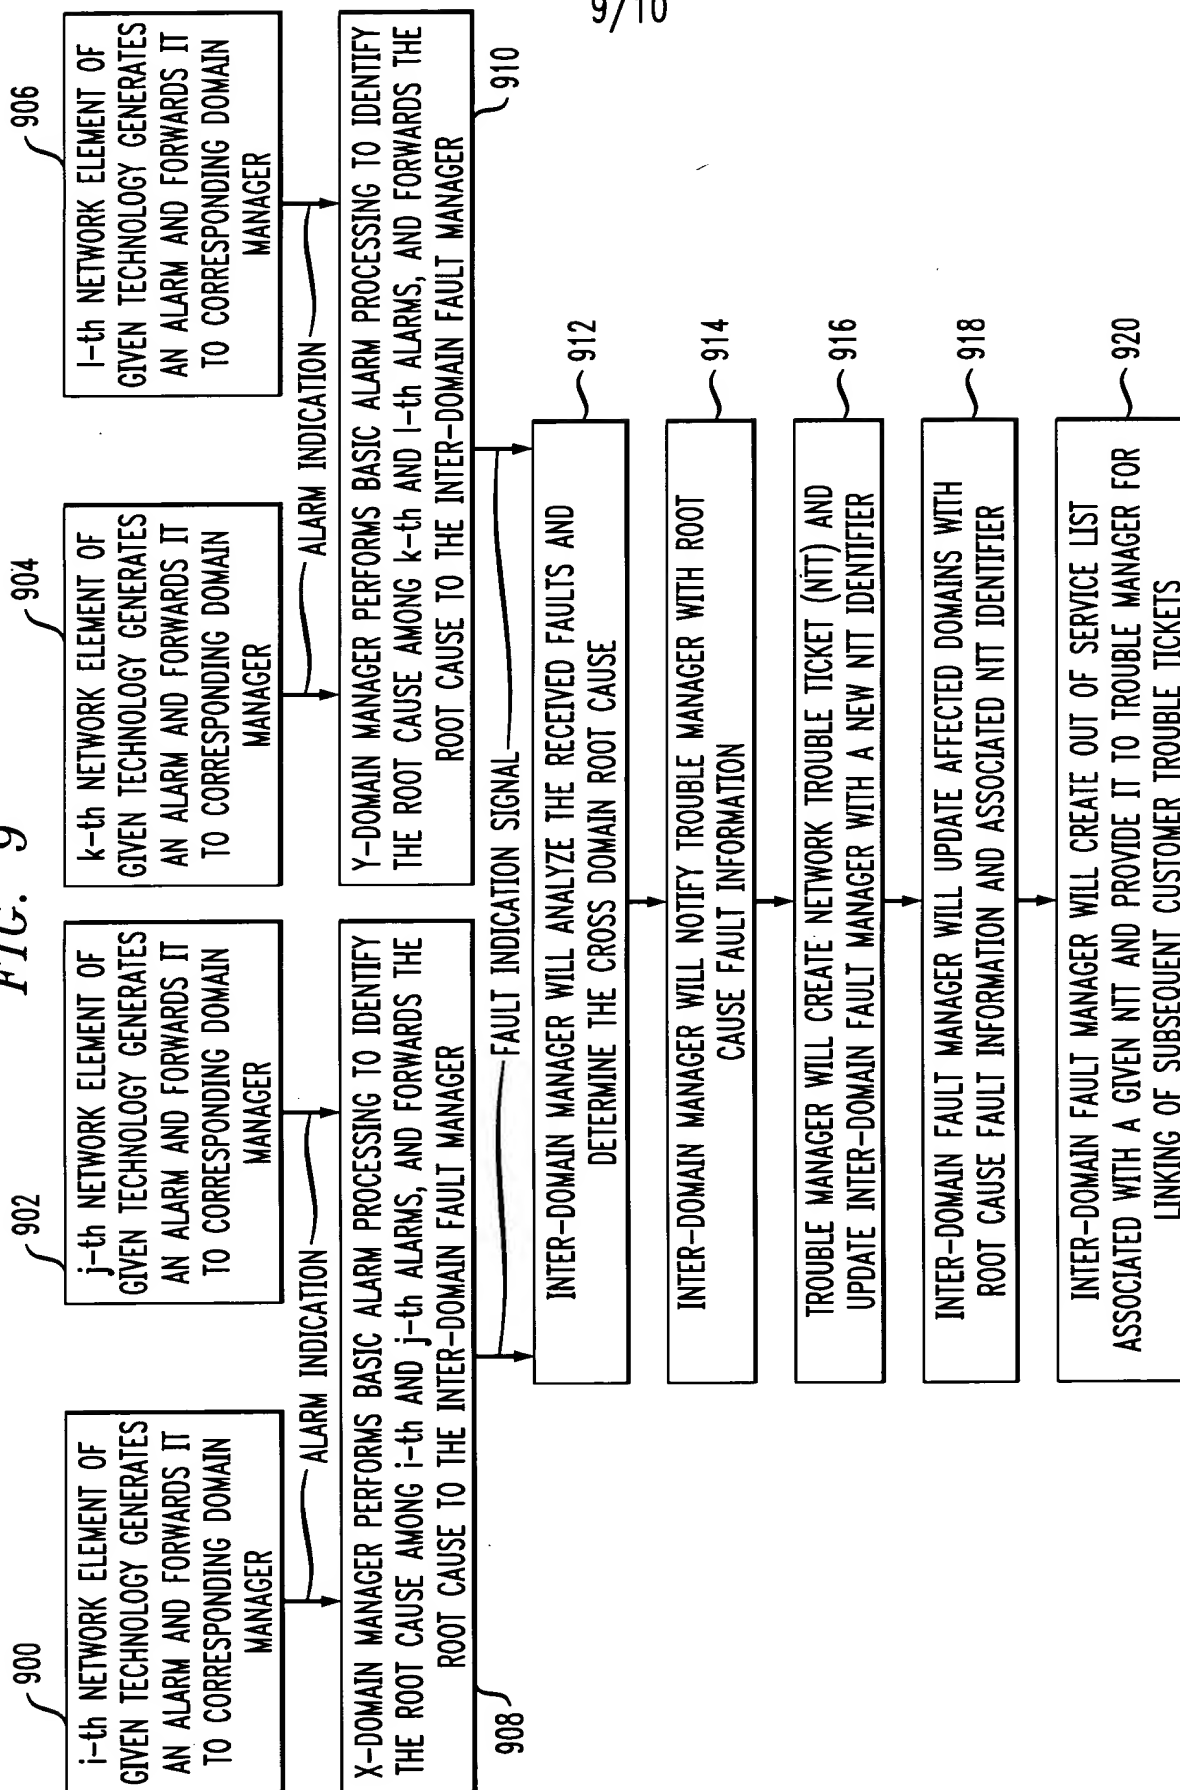 9/10
FIG. 9
900
i-th NETWORK ELEMENT OF
GIVEN TECHNOLOGY GENERATES
AN ALARM AND FORWARDS IT
TO CORRESPONDING DOMAIN
MANAGER
902
j-th NETWORK ELEMENT OF
GIVEN TECHNOLOGY GENERATES
AN ALARM AND FORWARDS IT
TO CORRESPONDING DOMAIN
MANAGER
904
k-th NETWORK ELEMENT OF
GIVEN TECHNOLOGY GENERATES
AN ALARM AND FORWARDS IT
TO CORRESPONDING DOMAIN
MANAGER
906
l-th NETWORK ELEMENT OF
GIVEN TECHNOLOGY GENERATES
AN ALARM AND FORWARDS IT
TO CORRESPONDING DOMAIN
MANAGER
ALARM INDICATION
ALARM INDICATION
X-DOMAIN MANAGER PERFORMS BASIC ALARM PROCESSING TO IDENTIFY
THE ROOT CAUSE AMONG i-th AND j-th ALARMS, AND FORWARDS THE
ROOT CAUSE TO THE INTER-DOMAIN FAULT MANAGER
908
Y-DOMAIN MANAGER PERFORMS BASIC ALARM PROCESSING TO IDENTIFY
THE ROOT CAUSE AMONG k-th AND l-th ALARMS, AND FORWARDS THE
ROOT CAUSE TO THE INTER-DOMAIN FAULT MANAGER
910
FAULT INDICATION SIGNAL
INTER-DOMAIN MANAGER WILL ANALYZE THE RECEIVED FAULTS AND
DETERMINE THE CROSS DOMAIN ROOT CAUSE
912
INTER-DOMAIN MANAGER WILL NOTIFY TROUBLE MANAGER WITH ROOT
CAUSE FAULT INFORMATION
914
TROUBLE MANAGER WILL CREATE NETWORK TROUBLE TICKET (NTT) AND
UPDATE INTER-DOMAIN FAULT MANAGER WITH A NEW NTT IDENTIFIER
916
INTER-DOMAIN FAULT MANAGER WILL UPDATE AFFECTED DOMAINS WITH
ROOT CAUSE FAULT INFORMATION AND ASSOCIATED NTT IDENTIFIER
918
INTER-DOMAIN FAULT MANAGER WILL CREATE OUT OF SERVICE LIST
ASSOCIATED WITH A GIVEN NTT AND PROVIDE IT TO TROUBLE MANAGER FOR
LINKING OF SUBSEQUENT CUSTOMER TROUBLE TICKETS
920